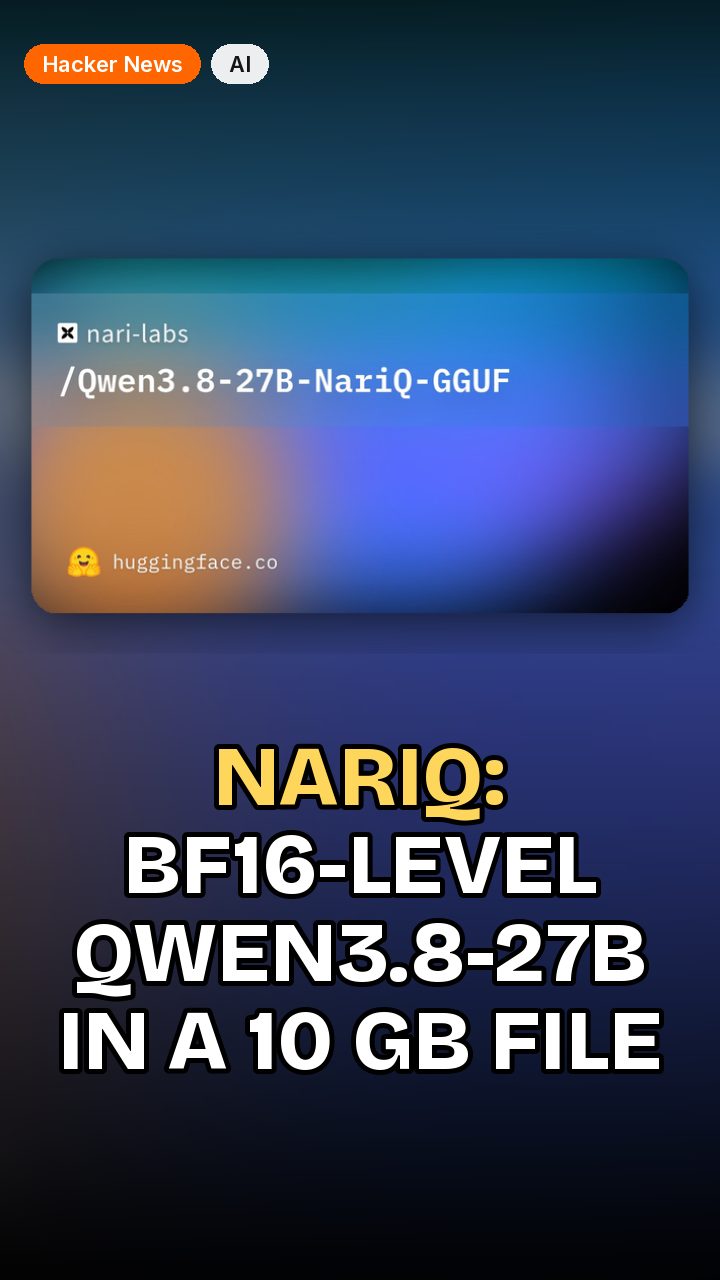 Hacker News
AI
nari-labs
/Qwen3.8-27B-NariQ-GGUF
huggingface.co
NARIQ:
BF16-LEVEL
QWEN3.8-27B
IN A 10 GB FILE